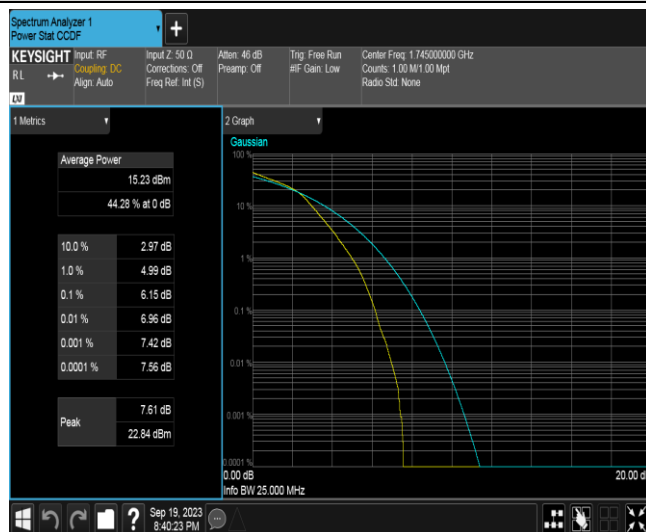 Spectrum Analyzer 1
Power Stat CCDF
KEYSIGHT
RL
LXI
Input: RF
Coupling: DC
Align: Auto
Input Z: 50 Ω
Corrections: Off
Freq Ref: Int (S)
Atten: 46 dB
Preamp: Off
Trig: Free Run
#IF Gain: Low
Center Freq: 1.745000000 GHz
Counts: 1.00 M/1.00 Mpt
Radio Std: None
1 Metrics
Average Power
15.23 dBm
44.28 % at 0 dB
10.0 % 2.97 dB
1.0 % 4.99 dB
0.1 % 6.15 dB
0.01 % 6.96 dB
0.001 % 7.42 dB
0.0001 % 7.56 dB
Peak
7.61 dB
22.84 dBm
2 Graph
Gaussian
100 %
10 %
1 %
0.1 %
0.01 %
0.001 %
0.0001 %
0.00 dB
20.00 d
Info BW 25.000 MHz
?
Sep 19, 2023
8:40:23 PM